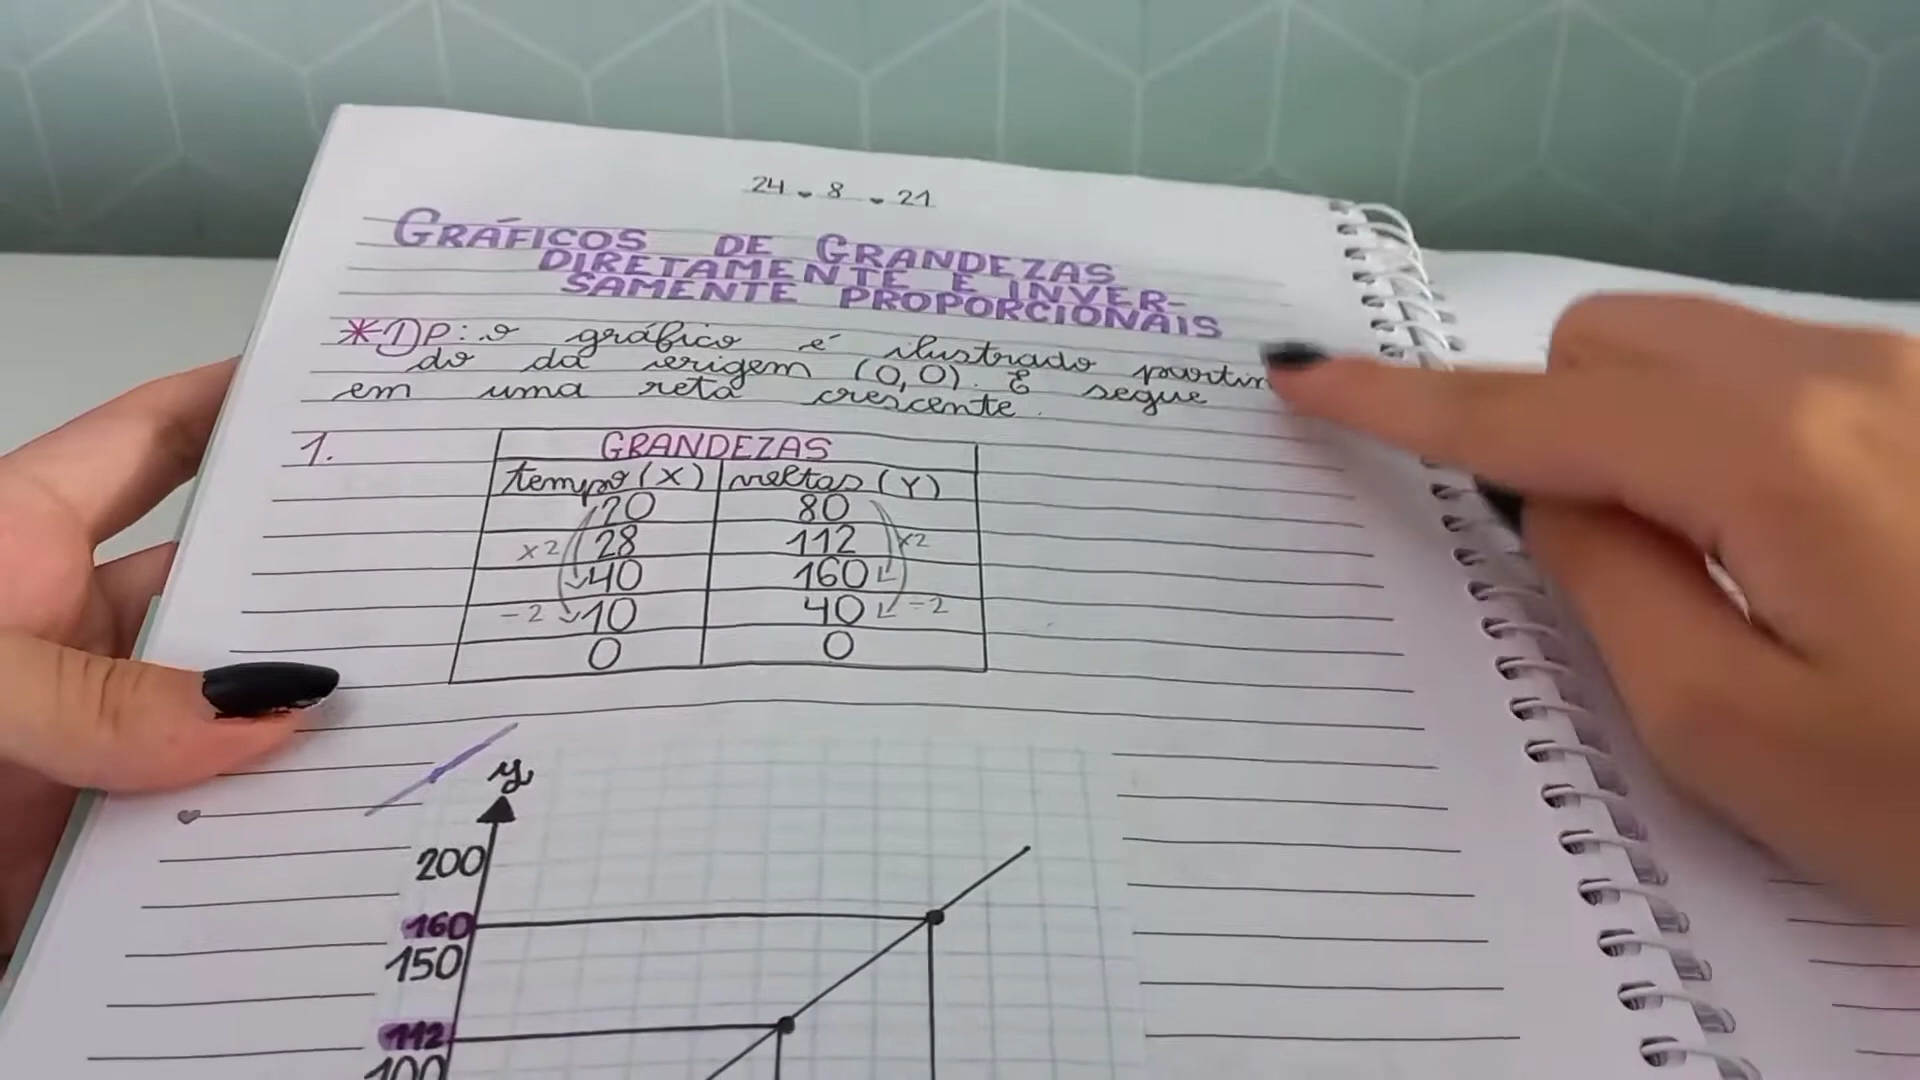 24.8.21
GRÁFICOS DE GRANDEZAS
DIRETAMENTE E INVER-
SAMENTE PROPORCIONAIS
*DP: o gráfico é ilustrado partin
do da origem (0,0). E segue
em uma reta crescente.
1.
GRANDEZAS
tempo (X) voltas (Y)
20 80
x2 28 112 x2
40 160
÷2 10 40 ÷2
0 0
y
200
160
150
112
100